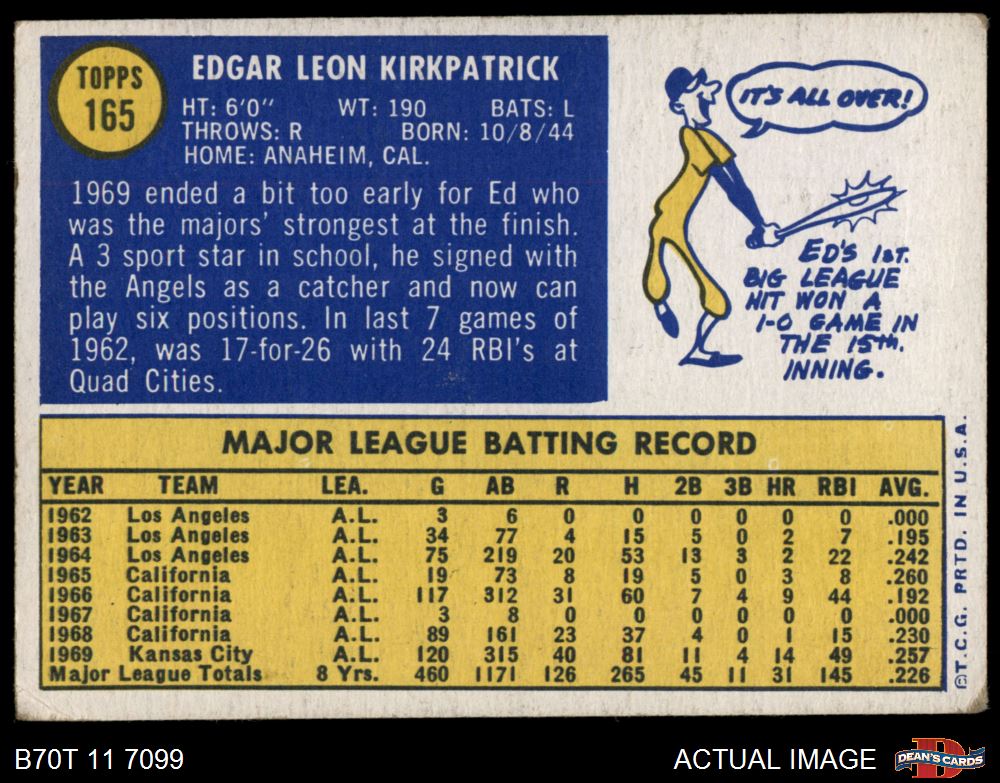 TOPPS
165
EDGAR LEON KIRKPATRICK
HT: 6'0" WT: 190 BATS: L
THROWS: R BORN: 10/8/44
HOME: ANAHEIM, CAL.
1969 ended a bit too early for Ed who
was the majors' strongest at the finish.
A 3 sport star in school, he signed with
the Angels as a catcher and now can
play six positions. In last 7 games of
1962, was 17-for-26 with 24 RBI's at
Quad Cities.
IT'S ALL OVER!
ED'S 1ST.
BIG LEAGUE
HIT WON A
1-0 GAME IN
THE 15th.
INNING.
MAJOR LEAGUE BATTING RECORD
YEAR TEAM LEA. G AB R H 2B 3B HR RBI AVG.
1962 Los Angeles A.L. 3 6 0 0 0 0 0 0 .000
1963 Los Angeles A.L. 34 77 4 15 5 0 2 7 .195
1964 Los Angeles A.L. 75 219 20 53 13 3 2 22 .242
1965 California A.L. 19 73 8 19 5 0 3 8 .260
1966 California A.L. 117 312 31 60 7 4 9 44 .192
1967 California A.L. 3 8 0 0 0 0 0 0 .000
1968 California A.L. 89 161 23 37 4 0 1 15 .230
1969 Kansas City A.L. 120 315 40 81 11 4 14 49 .257
Major League Totals 8 Yrs. 460 1171 126 265 45 11 31 145 .226
©T.C.G. PRTD. IN U.S.A.
B70T 11 7099
ACTUAL IMAGE
D
DEAN'S CARDS